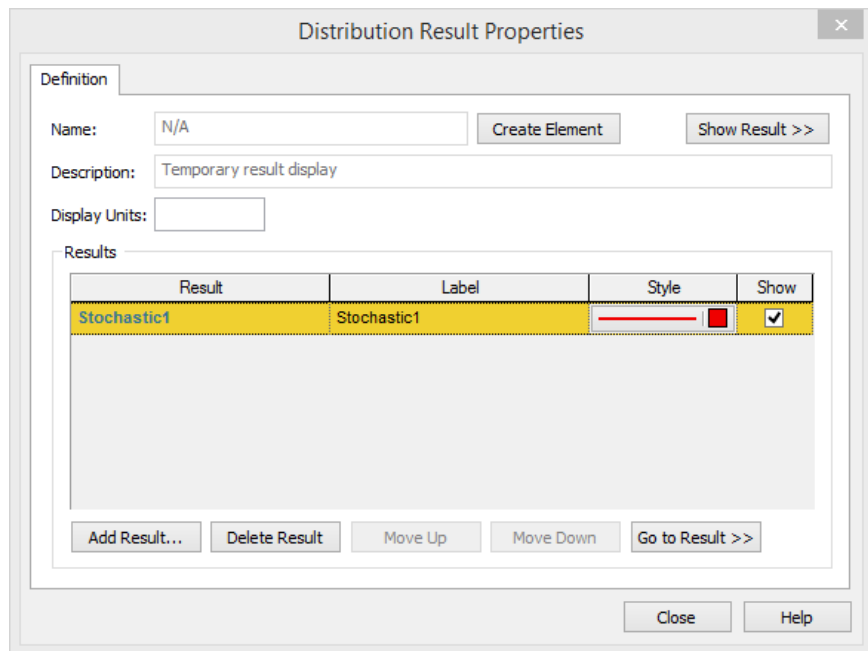 Distribution Result Properties
Definition
Name: N/A Create Element Show Result >>
Description: Temporary result display
Display Units:
Results
Result Label Style Show
Stochastic1 Stochastic1
Add Result... Delete Result Move Up Move Down Go to Result >>
Close Help